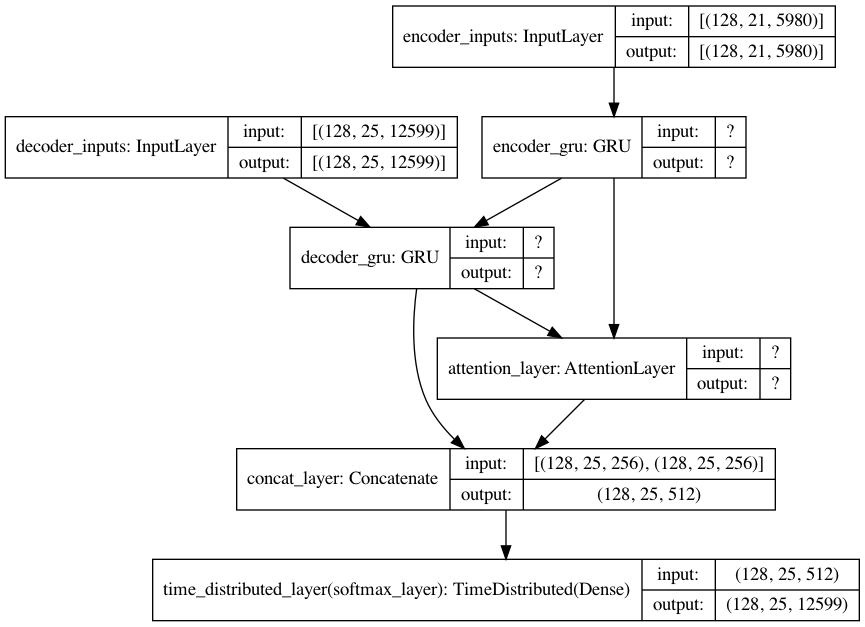 encoder_inputs: InputLayer
input: [(128, 21, 5980)]
output: [(128, 21, 5980)]
decoder_inputs: InputLayer
input: [(128, 25, 12599)]
output: [(128, 25, 12599)]
encoder_gru: GRU
input: ?
output: ?
decoder_gru: GRU
input: ?
output: ?
attention_layer: AttentionLayer
input: ?
output: ?
concat_layer: Concatenate
input: [(128, 25, 256), (128, 25, 256)]
output: (128, 25, 512)
time_distributed_layer(softmax_layer): TimeDistributed(Dense)
input: (128, 25, 512)
output: (128, 25, 12599)